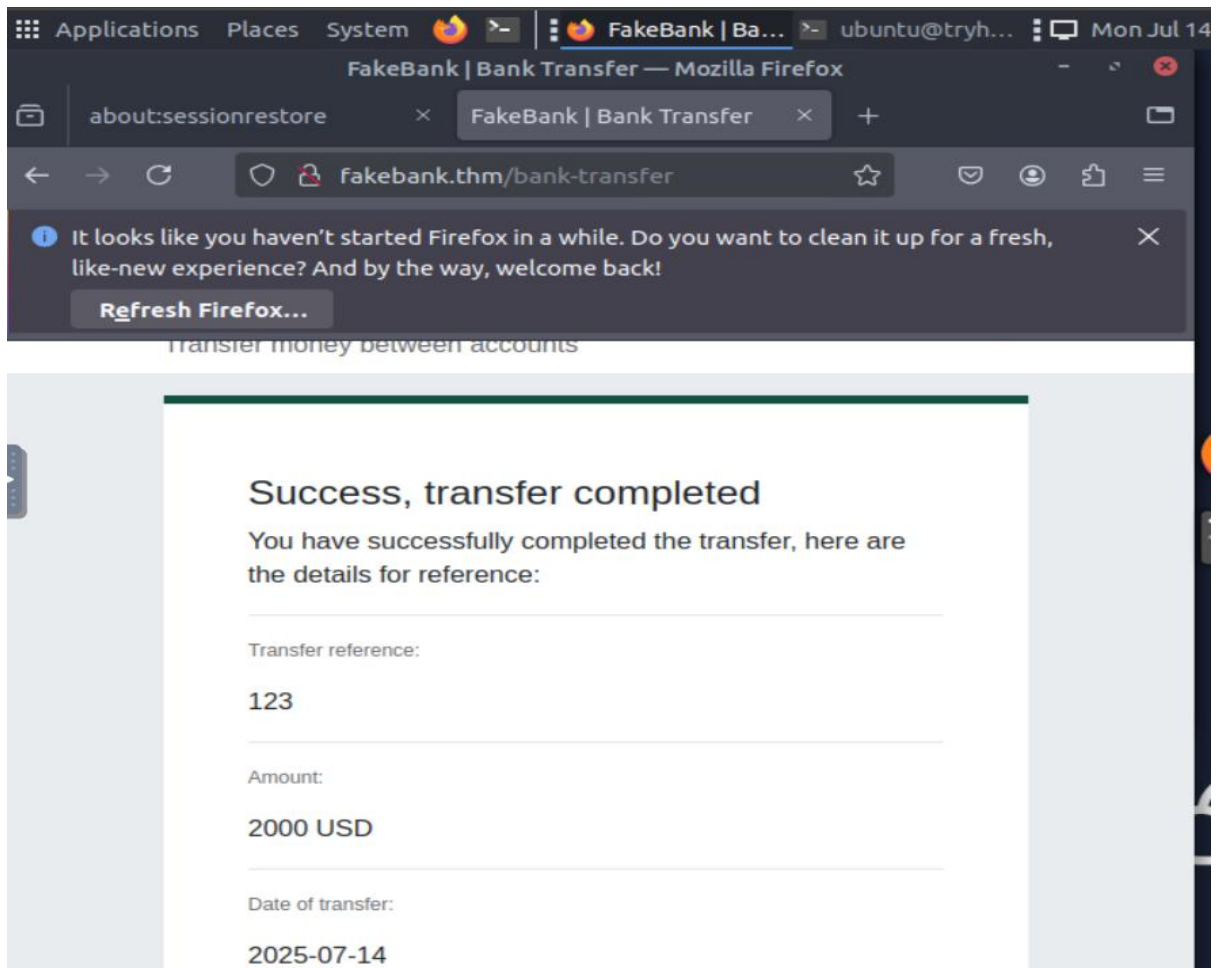 Applications Places System FakeBank | Ba... ubuntu@tryh... Mon Jul 14
FakeBank | Bank Transfer — Mozilla Firefox
about:sessionrestore FakeBank | Bank Transfer
fakebank.thm/bank-transfer
It looks like you haven't started Firefox in a while. Do you want to clean it up for a fresh,
like-new experience? And by the way, welcome back!
Refresh Firefox...
Transfer money between accounts
Success, transfer completed
You have successfully completed the transfer, here are
the details for reference:
Transfer reference:
123
Amount:
2000 USD
Date of transfer:
2025-07-14